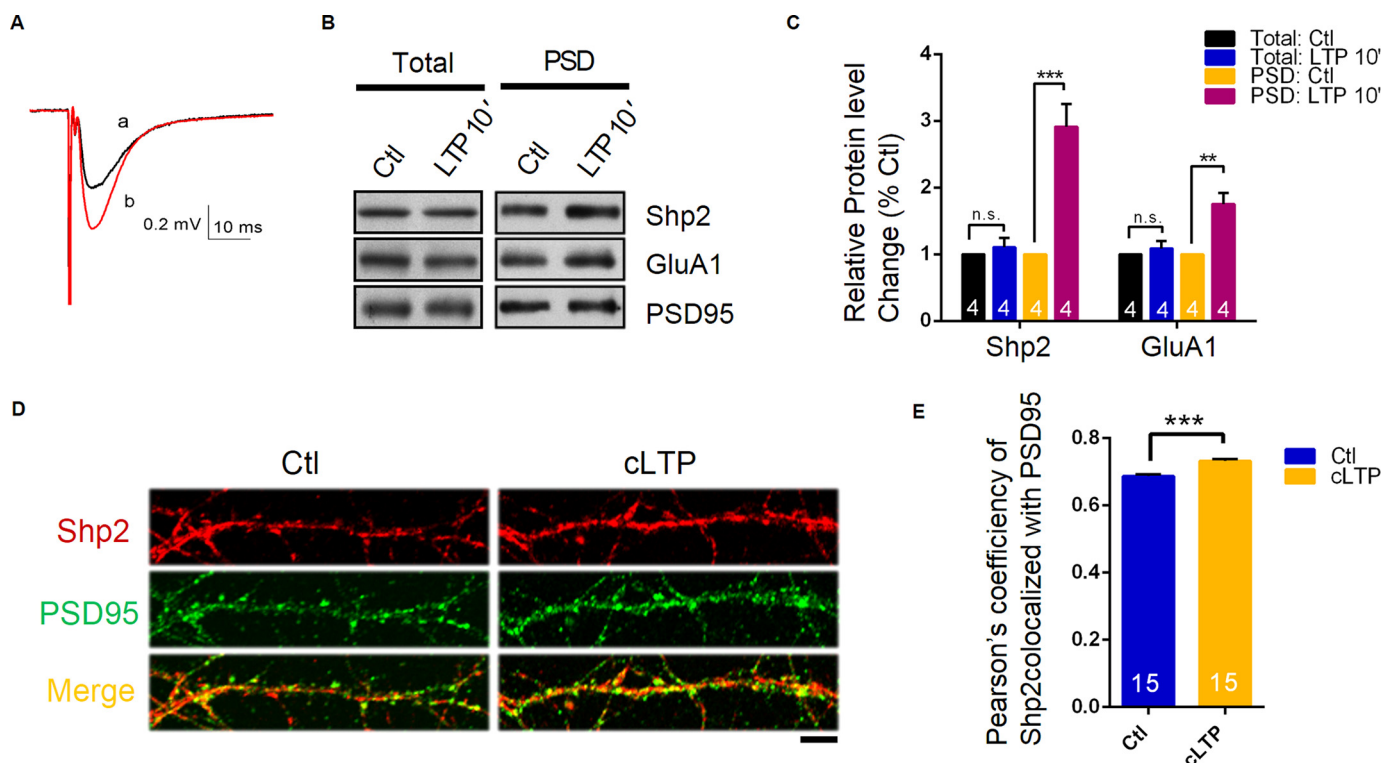 A
a
b
0.2 mV
10 ms
B
Total
PSD
Ctl
LTP 10'
Ctl
LTP 10'
Shp2
GluA1
PSD95
C
Total: Ctl
Total: LTP 10'
PSD: Ctl
PSD: LTP 10'
Relative Protein level
Change (% Ctl)
4
3
2
1
0
n.s.
***
n.s.
**
4 4 4 4 4 4 4 4
Shp2
GluA1
D
Ctl
cLTP
Shp2
PSD95
Merge
E
Pearson's coefficiency of
Shp2colocalized with PSD95
0.8
0.6
0.4
0.2
0.0
***
15
15
Ctl
cLTP
Ctl
cLTP